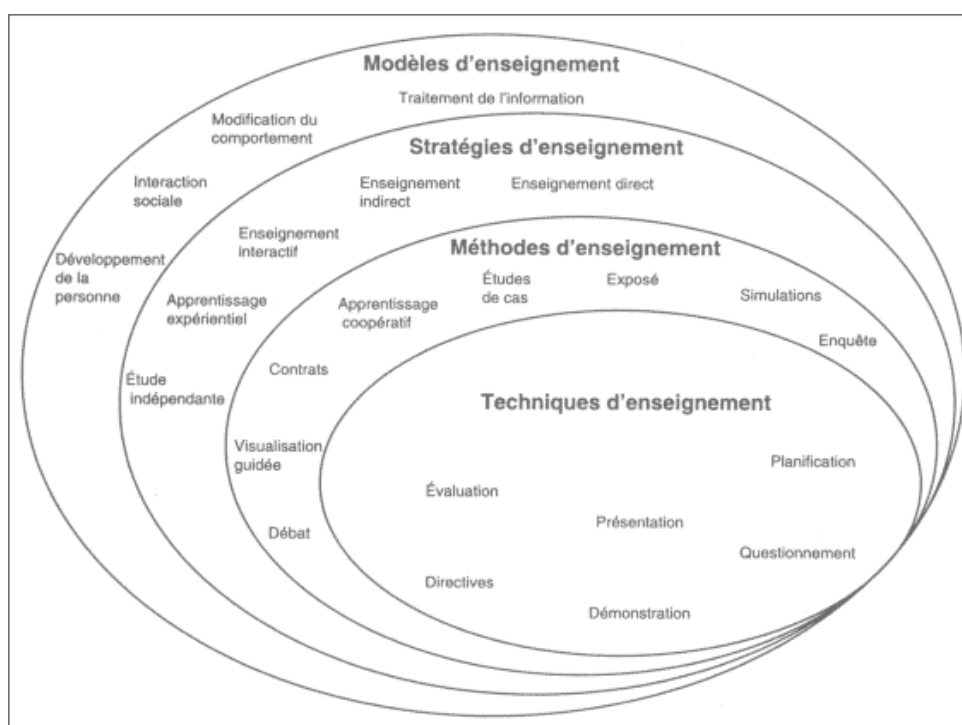 Modèles d'enseignement
Traitement de l'information
Modification du
comportement
Interaction
sociale
Développement
de la
personne
Stratégies d'enseignement
Enseignement direct
Enseignement
indirect
Enseignement
interactif
Apprentissage
expérientiel
Étude
indépendante
Méthodes d'enseignement
Études
de cas
Exposé
Simulations
Enquête
Apprentissage
coopératif
Contrats
Visualisation
guidée
Débat
Techniques d'enseignement
Planification
Évaluation
Présentation
Questionnement
Directives
Démonstration